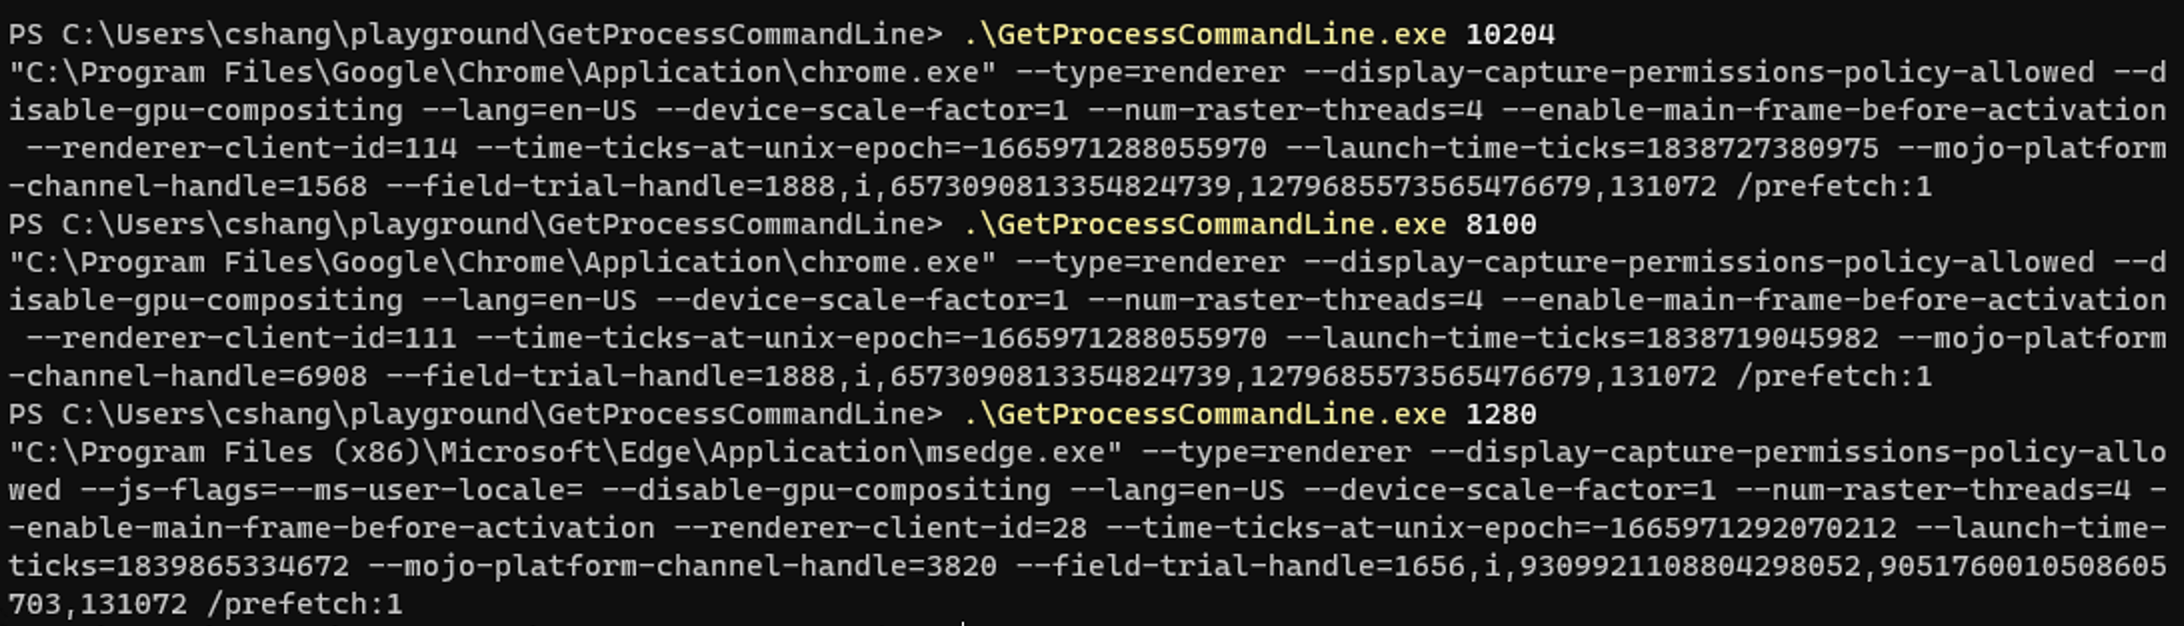 PS C:\Users\cshang\playground\GetProcessCommandLine> .\GetProcessCommandLine.exe 10204
"C:\Program Files\Google\Chrome\Application\chrome.exe" --type=renderer --display-capture-permissions-policy-allowed --d
isable-gpu-compositing --lang=en-US --device-scale-factor=1 --num-raster-threads=4 --enable-main-frame-before-activation
 --renderer-client-id=114 --time-ticks-at-unix-epoch=-1665971288055970 --launch-time-ticks=1838727380975 --mojo-platform
-channel-handle=1568 --field-trial-handle=1888,i,6573090813354824739,12796855735654766​79,131072 /prefetch:1
PS C:\Users\cshang\playground\GetProcessCommandLine> .\GetProcessCommandLine.exe 8100
"C:\Program Files\Google\Chrome\Application\chrome.exe" --type=renderer --display-capture-permissions-policy-allowed --d
isable-gpu-compositing --lang=en-US --device-scale-factor=1 --num-raster-threads=4 --enable-main-frame-before-activation
 --renderer-client-id=111 --time-ticks-at-unix-epoch=-1665971288055970 --launch-time-ticks=1838719045982 --mojo-platform
-channel-handle=6908 --field-trial-handle=1888,i,6573090813354824739,1279685573565476679,131072 /prefetch:1
PS C:\Users\cshang\playground\GetProcessCommandLine> .\GetProcessCommandLine.exe 1280
"C:\Program Files (x86)\Microsoft\Edge\Application\msedge.exe" --type=renderer --display-capture-permissions-policy-allo
wed --js-flags=--ms-user-locale= --disable-gpu-compositing --lang=en-US --device-scale-factor=1 --num-raster-threads=4 -
-enable-main-frame-before-activation --renderer-client-id=28 --time-ticks-at-unix-epoch=-1665971292070212 --launch-time-
ticks=1839865334672 --mojo-platform-channel-handle=3820 --field-trial-handle=1656,i,9309921108804298052,9051760010508605
703,131072 /prefetch:1